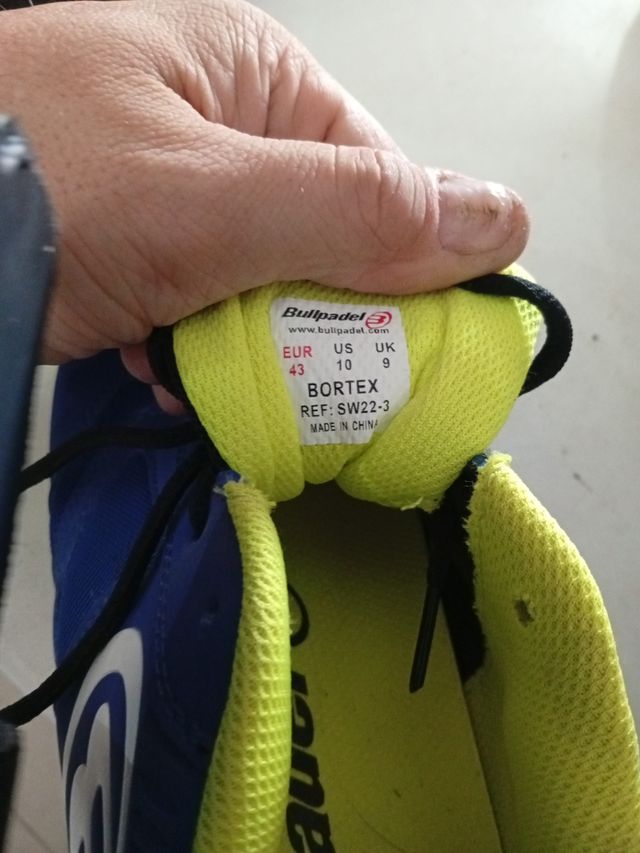 Bullpadel
www.bullpadel.com
EUR US UK
43 10 9
BORTEX
REF: SW22-3
MADE IN CHINA